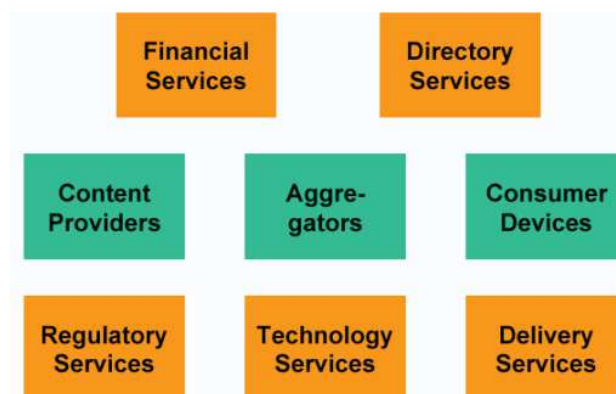 Financial
Services
Directory
Services
Content
Providers
Aggre-
gators
Consumer
Devices
Regulatory
Services
Technology
Services
Delivery
Services